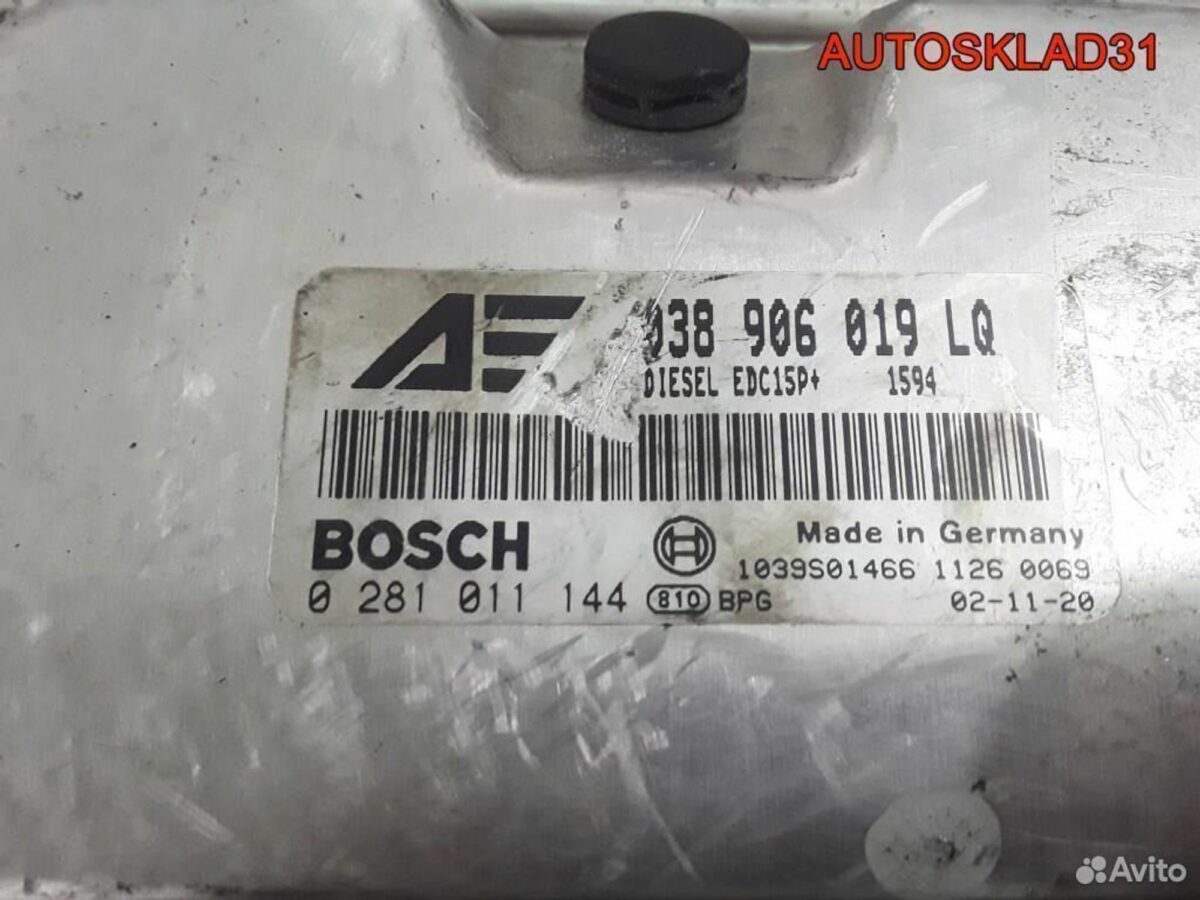 AUTOSKLAD31
AE 038 906 019 LQ
DIESEL EDC15P+ 1594
BOSCH
Made in Germany
1039S01466 1126 0069
0 281 011 144 810 BPG 02-11-20
Avito